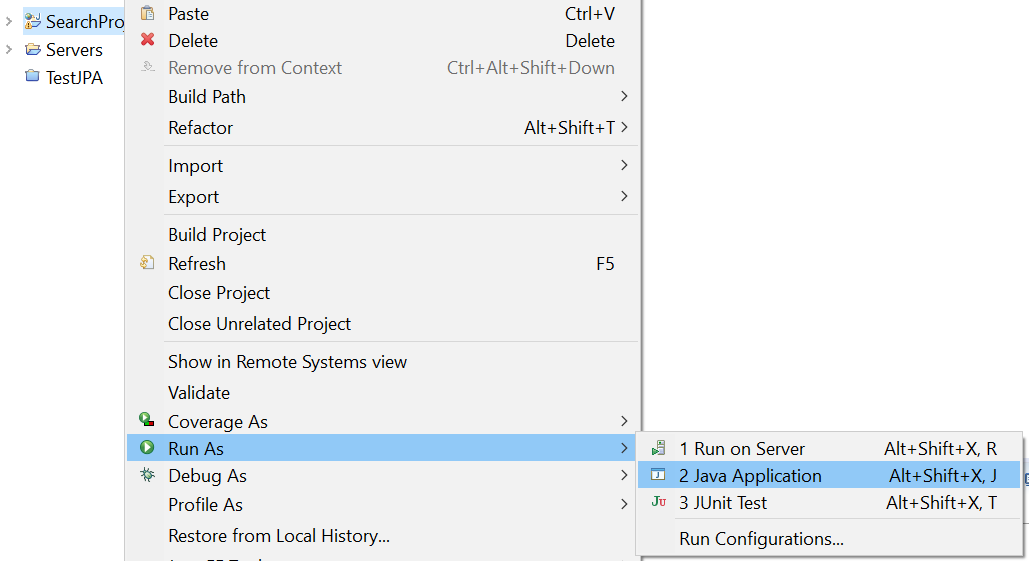 SearchPro
Servers
TestJPA
Paste Ctrl+V
Delete Delete
Remove from Context Ctrl+Alt+Shift+Down
Build Path
Refactor Alt+Shift+T
Import
Export
Build Project
Refresh F5
Close Project
Close Unrelated Project
Show in Remote Systems view
Validate
Coverage As
Run As
Debug As
Profile As
Restore from Local History...
1 Run on Server Alt+Shift+X, R
2 Java Application Alt+Shift+X, J
JU 3 JUnit Test Alt+Shift+X, T
Run Configurations...